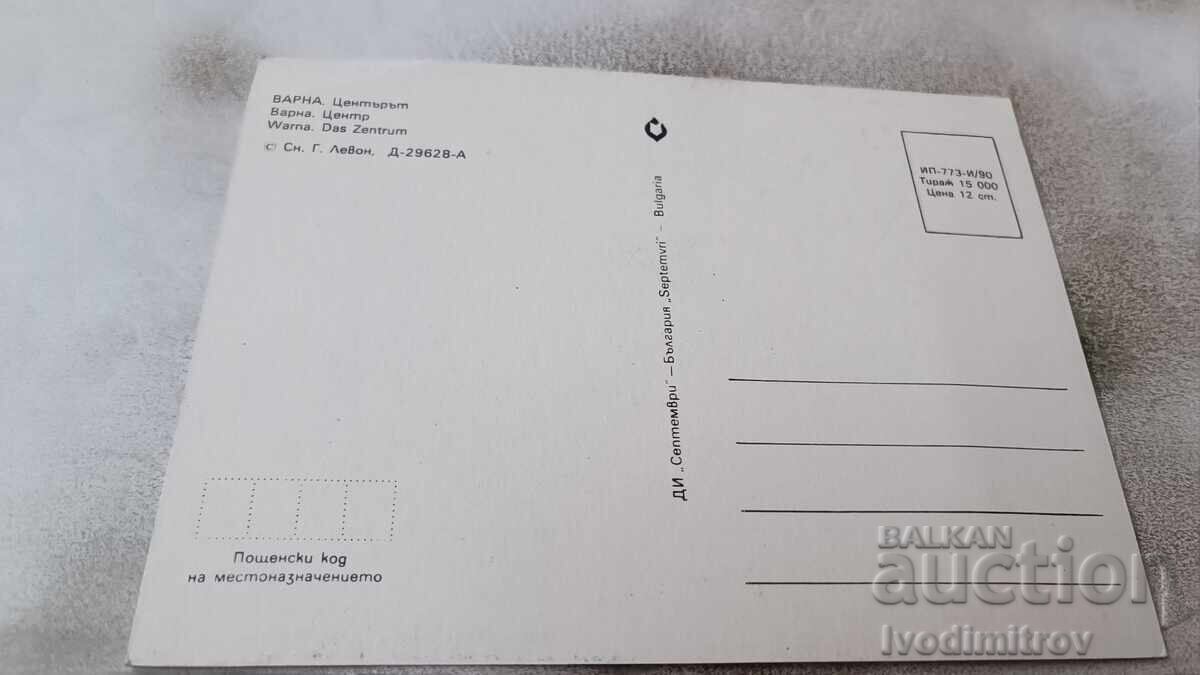 ВАРНА. Центърът
Варна. Центр
Warna. Das Zentrum
© Сн. Г. Левон, Д-29628-А
ДИ „Септември" — България „Septemvri" - Bulgaria
ИП-773-И/90
Тираж 15 000
Цена 12 ст.
Пощенски код
на местоназначението
BALKAN
auction
Ivodimitrov